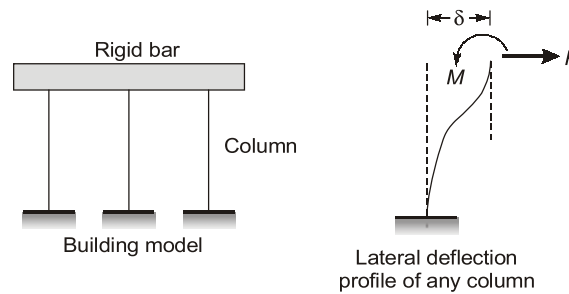 Rigid bar
Column
Building model
δ
M
Lateral deflection
profile of any column